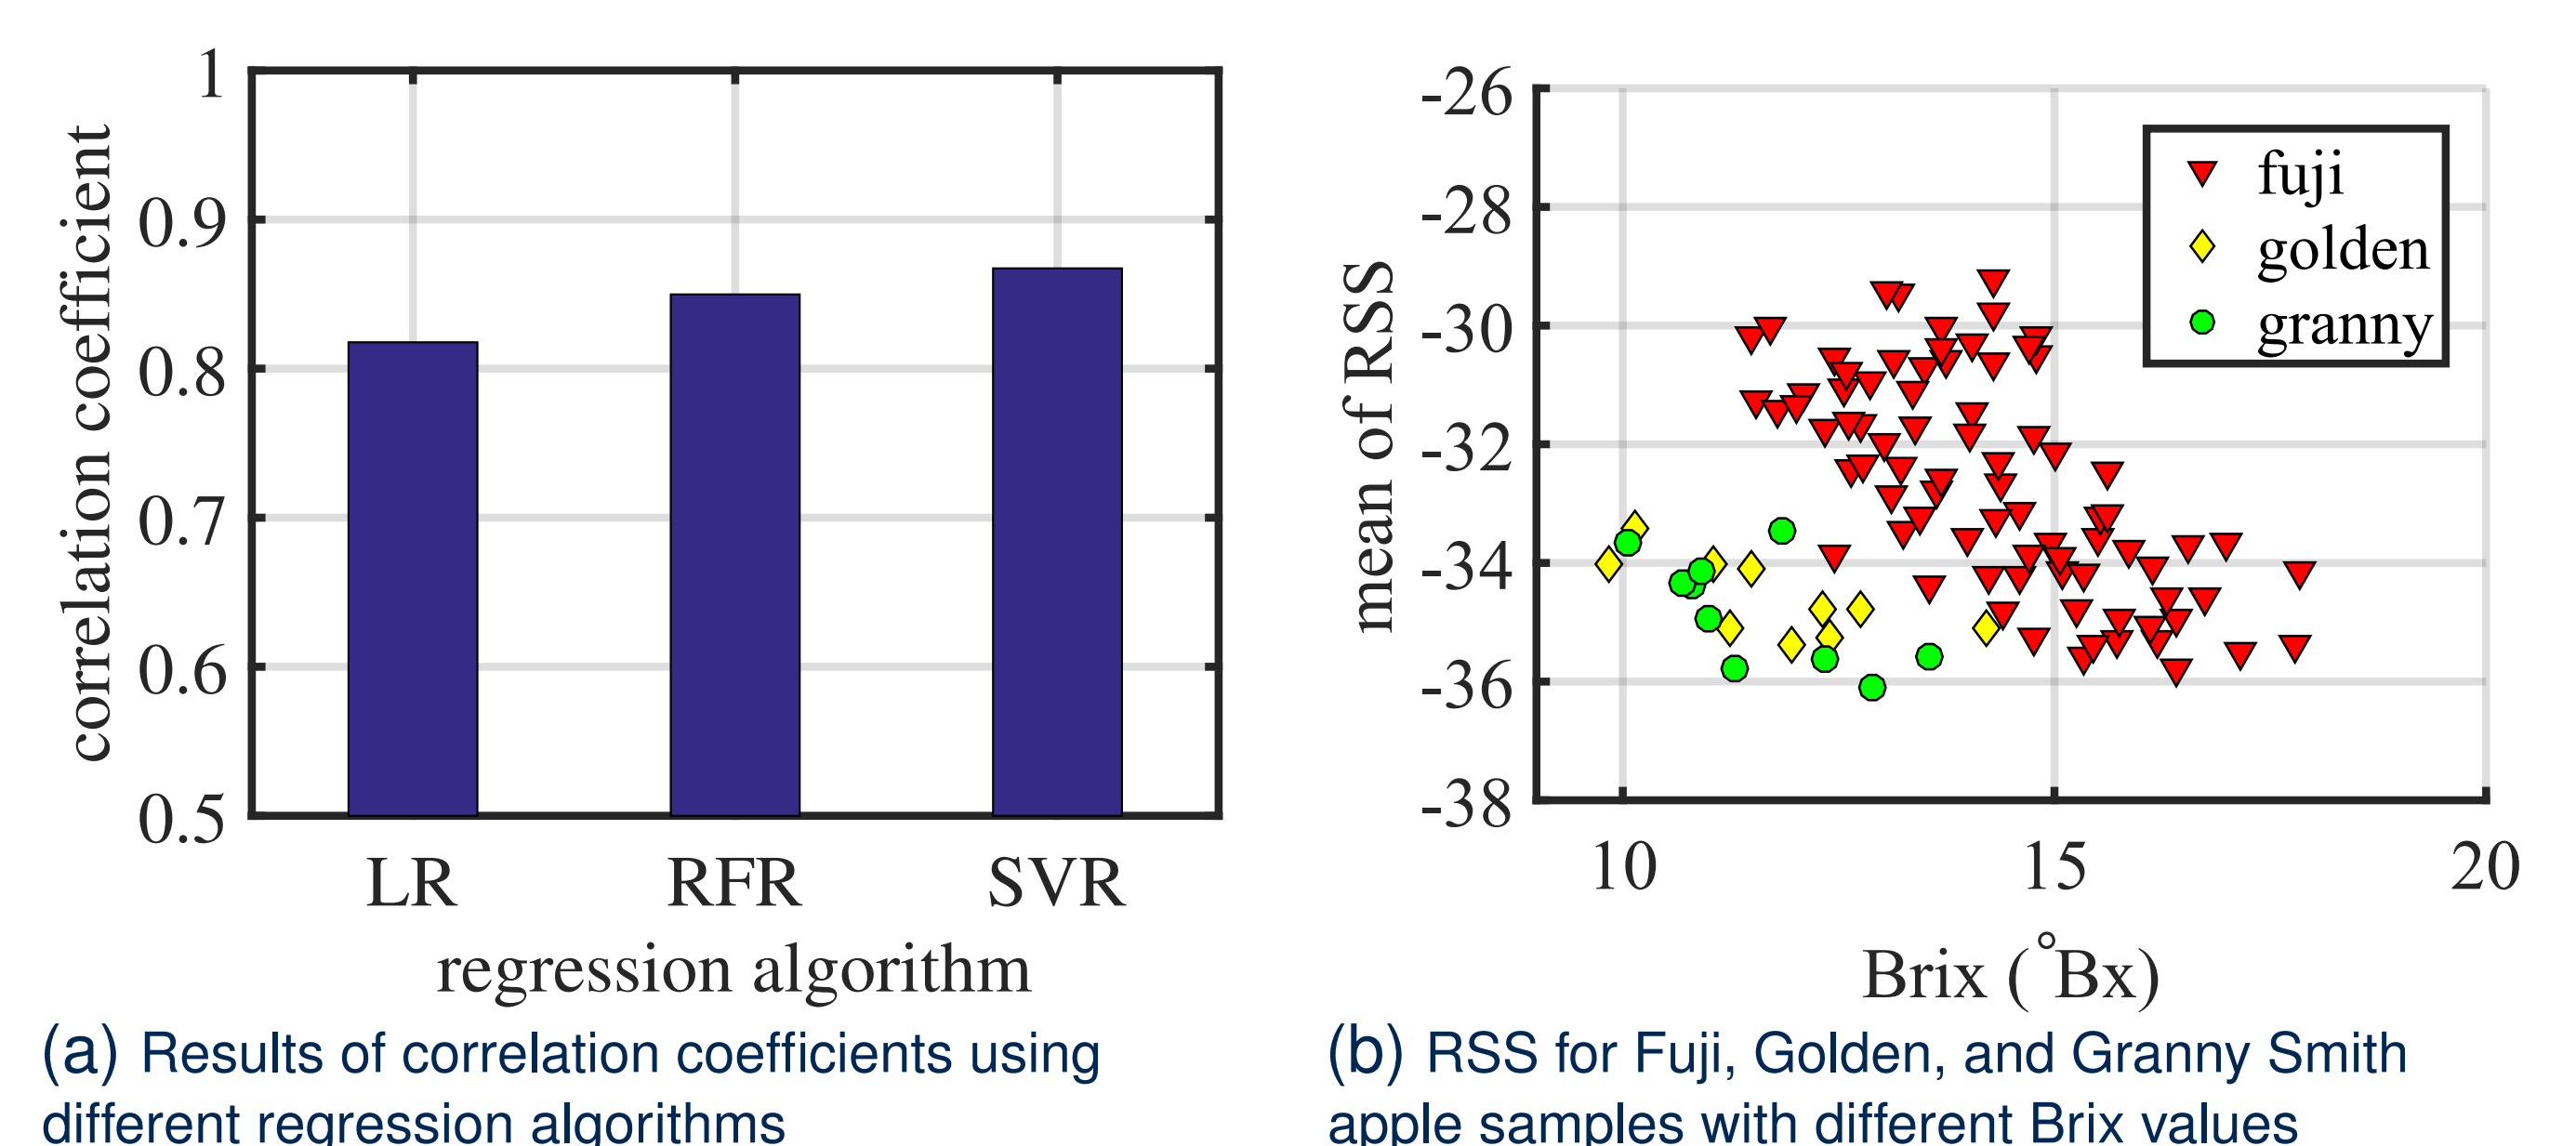 1
0.9
0.8
0.7
0.6
0.5
correlation coefficient
LR RFR SVR
regression algorithm
(a) Results of correlation coefficients using
different regression algorithms
-26
-28
-30
-32
-34
-36
-38
mean of RSS
fuji
golden
granny
10 15 20
Brix (°Bx)
(b) RSS for Fuji, Golden, and Granny Smith
apple samples with different Brix values